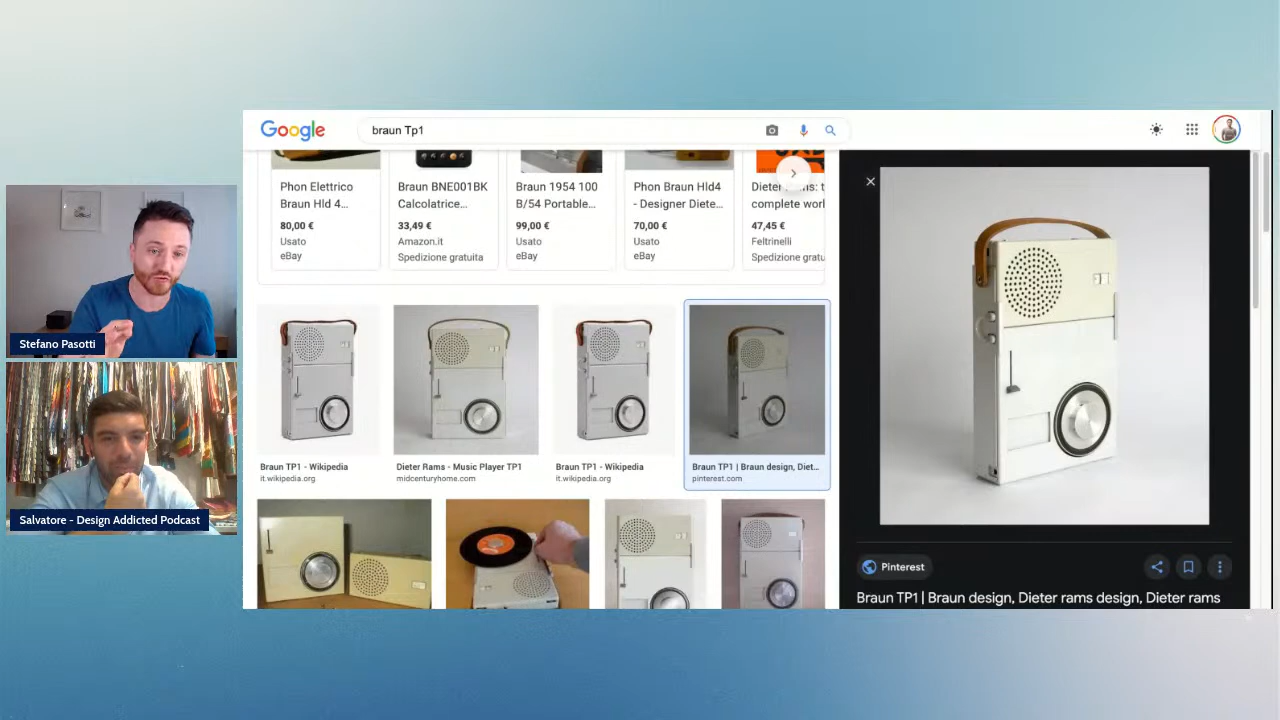 Google
braun Tp1
Phon Elettrico
Braun Hld 4...
80,00 €
Usato
eBay
Braun BNE001BK
Calcolatrice...
33,49 €
Amazon.it
Spedizione gratuita
Braun 1954 100
B/54 Portable...
99,00 €
Usato
eBay
Phon Braun Hld4
- Designer Diete...
70,00 €
Usato
eBay
Dieter Rams: t
complete worl
47,45 €
Feltrinelli
Spedizione gratu
Stefano Pasotti
Salvatore - Design Addicted Podcast
Braun TP1 - Wikipedia
it.wikipedia.org
Dieter Rams - Music Player TP1
midcenturyhome.com
Braun TP1 - Wikipedia
it.wikipedia.org
Braun TP1 | Braun design, Diet...
pinterest.com
Pinterest
Braun TP1 | Braun design, Dieter rams design, Dieter rams